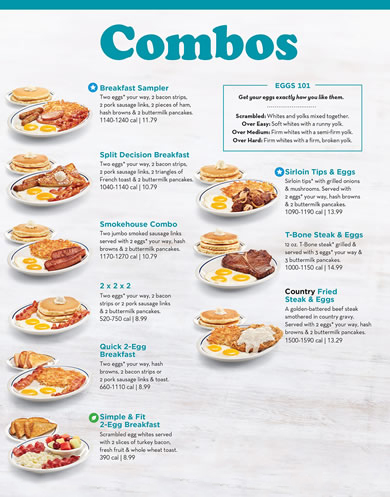 Combos
Breakfast Sampler
Two eggs* your way, 2 bacon strips,
2 pork sausage links, 2 pieces of ham,
hash browns & 2 buttermilk pancakes.
1140-1240 cal | 11.79
Split Decision Breakfast
Two eggs* your way, 2 bacon strips,
2 pork sausage links, 2 triangles of
French toast & 2 buttermilk pancakes.
1040-1140 cal | 10.79
Smokehouse Combo
Two jumbo smoked sausage links
served with 2 eggs* your way, hash
browns & 2 buttermilk pancakes.
1170-1270 cal | 10.79
2 x 2 x 2
Two eggs* your way, 2 bacon
strips or 2 pork sausage links
& 2 buttermilk pancakes.
520-750 cal | 8.99
Quick 2-Egg
Breakfast
Two eggs* your way, hash
browns, 2 bacon strips or
2 pork sausage links & toast.
660-1110 cal | 8.99
Simple & Fit
2-Egg Breakfast
Scrambled egg whites served
with 2 slices of turkey bacon,
fresh fruit & whole wheat toast.
390 cal | 8.99
EGGS 101
Get your eggs exactly how you like them.
Scrambled: Whites and yolks mixed together.
Over Easy: Soft whites with a runny yolk.
Over Medium: Firm whites with a semi-firm yolk.
Over Hard: Firm whites with a firm, broken yolk.
Sirloin Tips & Eggs
Sirloin tips* with grilled onions
& mushrooms. Served with
2 eggs* your way, hash browns
& 2 buttermilk pancakes.
1090-1190 cal | 13.99
T-Bone Steak & Eggs
12 oz. T-Bone steak* grilled &
served with 3 eggs* your way &
3 buttermilk pancakes.
1000-1150 cal | 14.99
Country Fried
Steak & Eggs
A golden-battered beef steak
smothered in country gravy.
Served with 2 eggs* your way, hash
browns & 2 buttermilk pancakes.
1500-1590 cal | 13.29